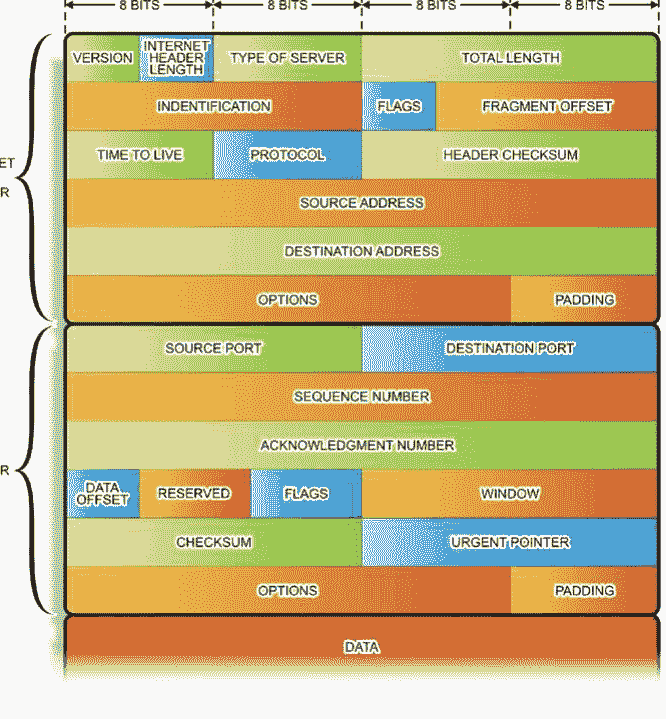 8 BITS 8 BITS 8 BITS 8 BITS
VERSION INTERNET HEADER LENGTH TYPE OF SERVER TOTAL LENGTH
INDENTIFICATION FLAGS FRAGMENT OFFSET
ET
R
TIME TO LIVE PROTOCOL HEADER CHECKSUM
SOURCE ADDRESS
DESTINATION ADDRESS
OPTIONS PADDING
SOURCE PORT DESTINATION PORT
SEQUENCE NUMBER
ACKNOWLEDGMENT NUMBER
R
DATA OFFSET RESERVED FLAGS WINDOW
CHECKSUM URGENT POINTER
OPTIONS PADDING
DATA